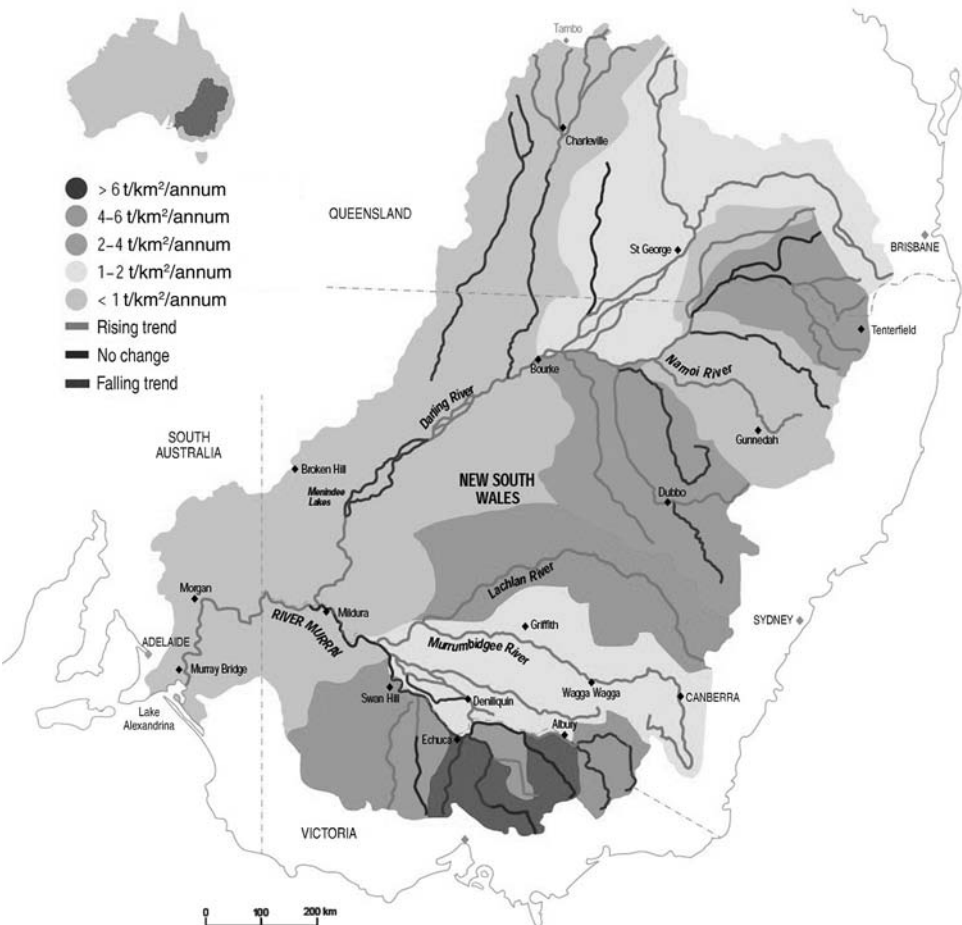 Tambo
Charleville
> 6 t/km²/annum
4–6 t/km²/annum
2–4 t/km²/annum
1–2 t/km²/annum
< 1 t/km²/annum
Rising trend
No change
Falling trend
QUEENSLAND
St George
BRISBANE
Tenterfield
Bourke
Namoi River
Darling River
Gunnedah
SOUTH
AUSTRALIA
Broken Hill
Menindee
Lakes
NEW SOUTH
WALES
Dubbo
Lachlan River
Morgan
Mildura
RIVER MURRAY
Griffith
SYDNEY
ADELAIDE
Murrumbidgee River
Murray Bridge
Swan Hill
Deniliquin
Wagga Wagga
CANBERRA
Lake
Alexandrina
Echuca
Albury
VICTORIA
0 100 200 km